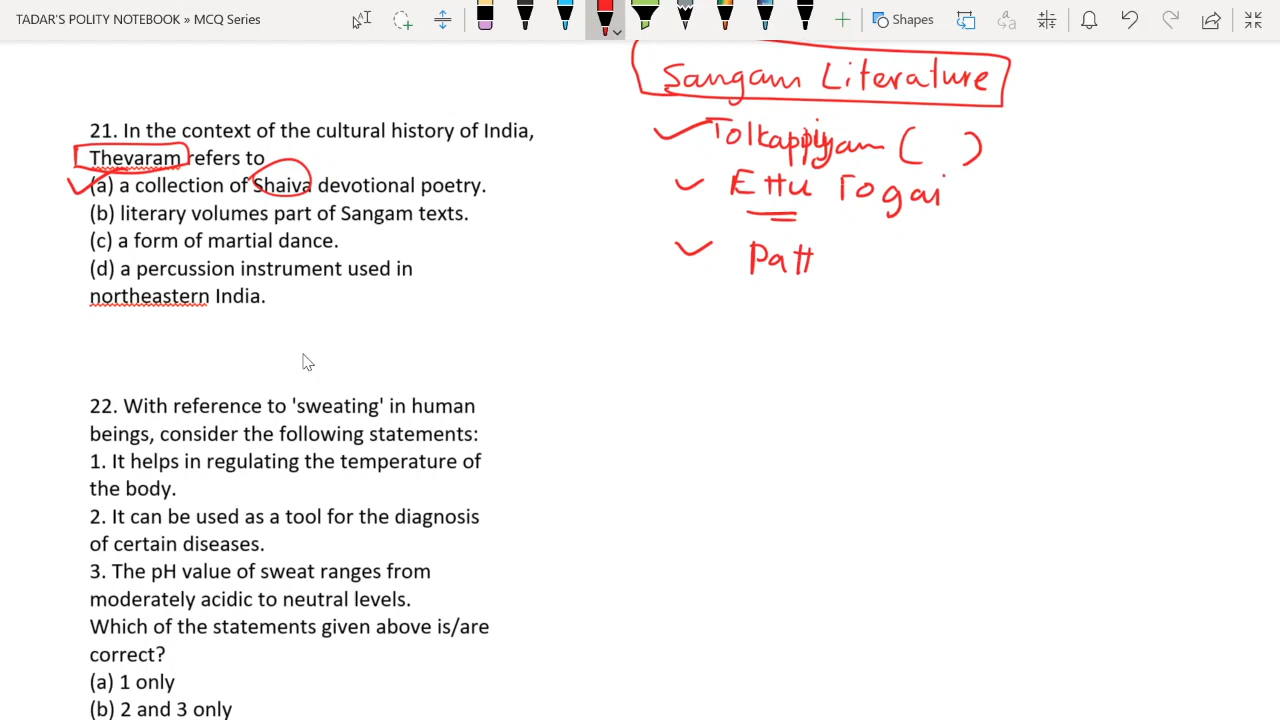 TADAR'S POLITY NOTEBOOK » MCQ Series
Shapes
21. In the context of the cultural history of India,
Thevaram refers to
(a) a collection of Shaiva devotional poetry.
(b) literary volumes part of Sangam texts.
(c) a form of martial dance.
(d) a percussion instrument used in
northeastern India.
22. With reference to 'sweating' in human
beings, consider the following statements:
1. It helps in regulating the temperature of
the body.
2. It can be used as a tool for the diagnosis
of certain diseases.
3. The pH value of sweat ranges from
moderately acidic to neutral levels.
Which of the statements given above is/are
correct?
(a) 1 only
(b) 2 and 3 only
Sangam Literature
Tolkappiyam ( )
Ettu Togai
Patt